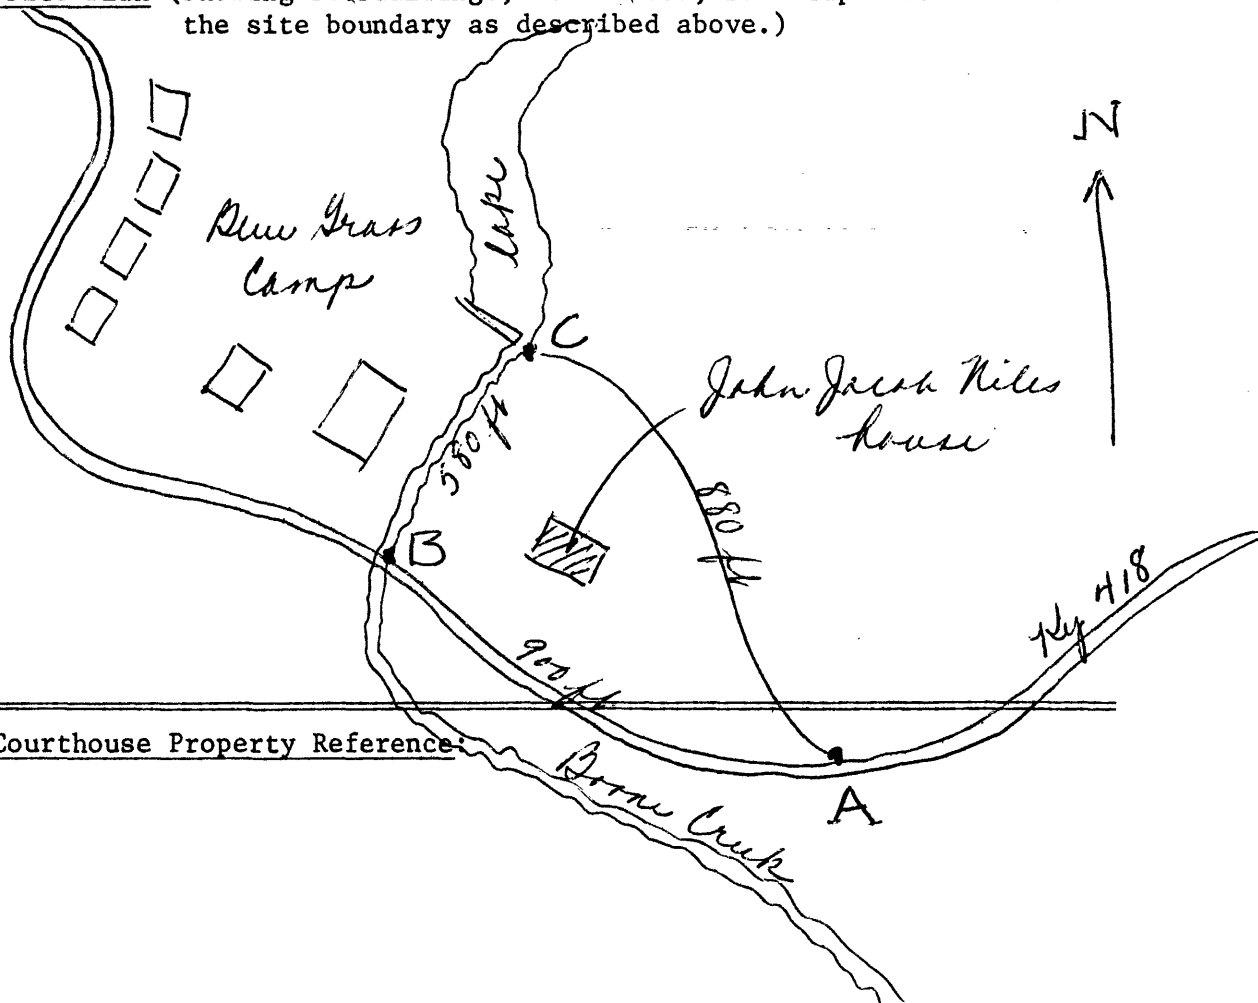 the site boundary as described above.)
N
Blue Grass
Camp
Lake
C
John Jacob Niles
house
580 ft
880 ft
B
Ky 418
900 ft
Courthouse Property Reference:
Boone Creek
A